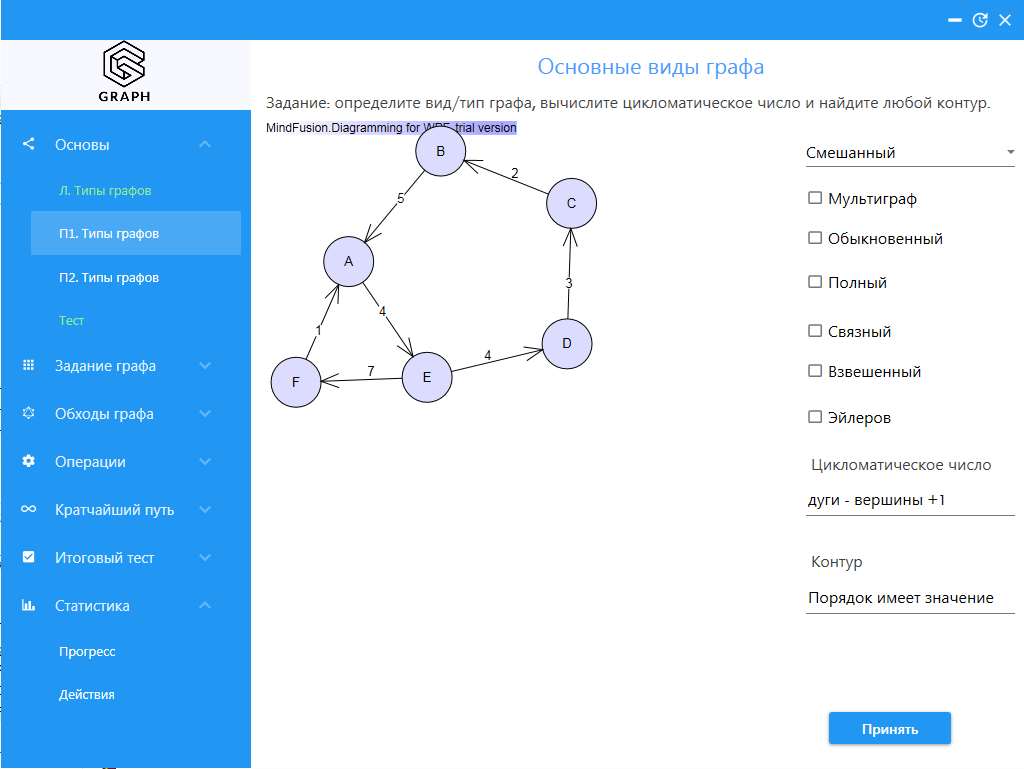 GRAPH
Основы
Л. Типы графов
П1. Типы графов
П2. Типы графов
Тест
Задание графа
Обходы графа
Операции
Кратчайший путь
Итоговый тест
Статистика
Прогресс
Действия
Основные виды графа
Задание: определите вид/тип графа, вычислите цикломатическое число и найдите любой контур.
MindFusion.Diagramming for WPF, trial version
B
2
5
C
A
3
4
1
D
4
7
E
F
Смешанный
Мультиграф
Обыкновенный
Полный
Связный
Взвешенный
Эйлеров
Цикломатическое число
дуги - вершины +1
Контур
Порядок имеет значение
Принять